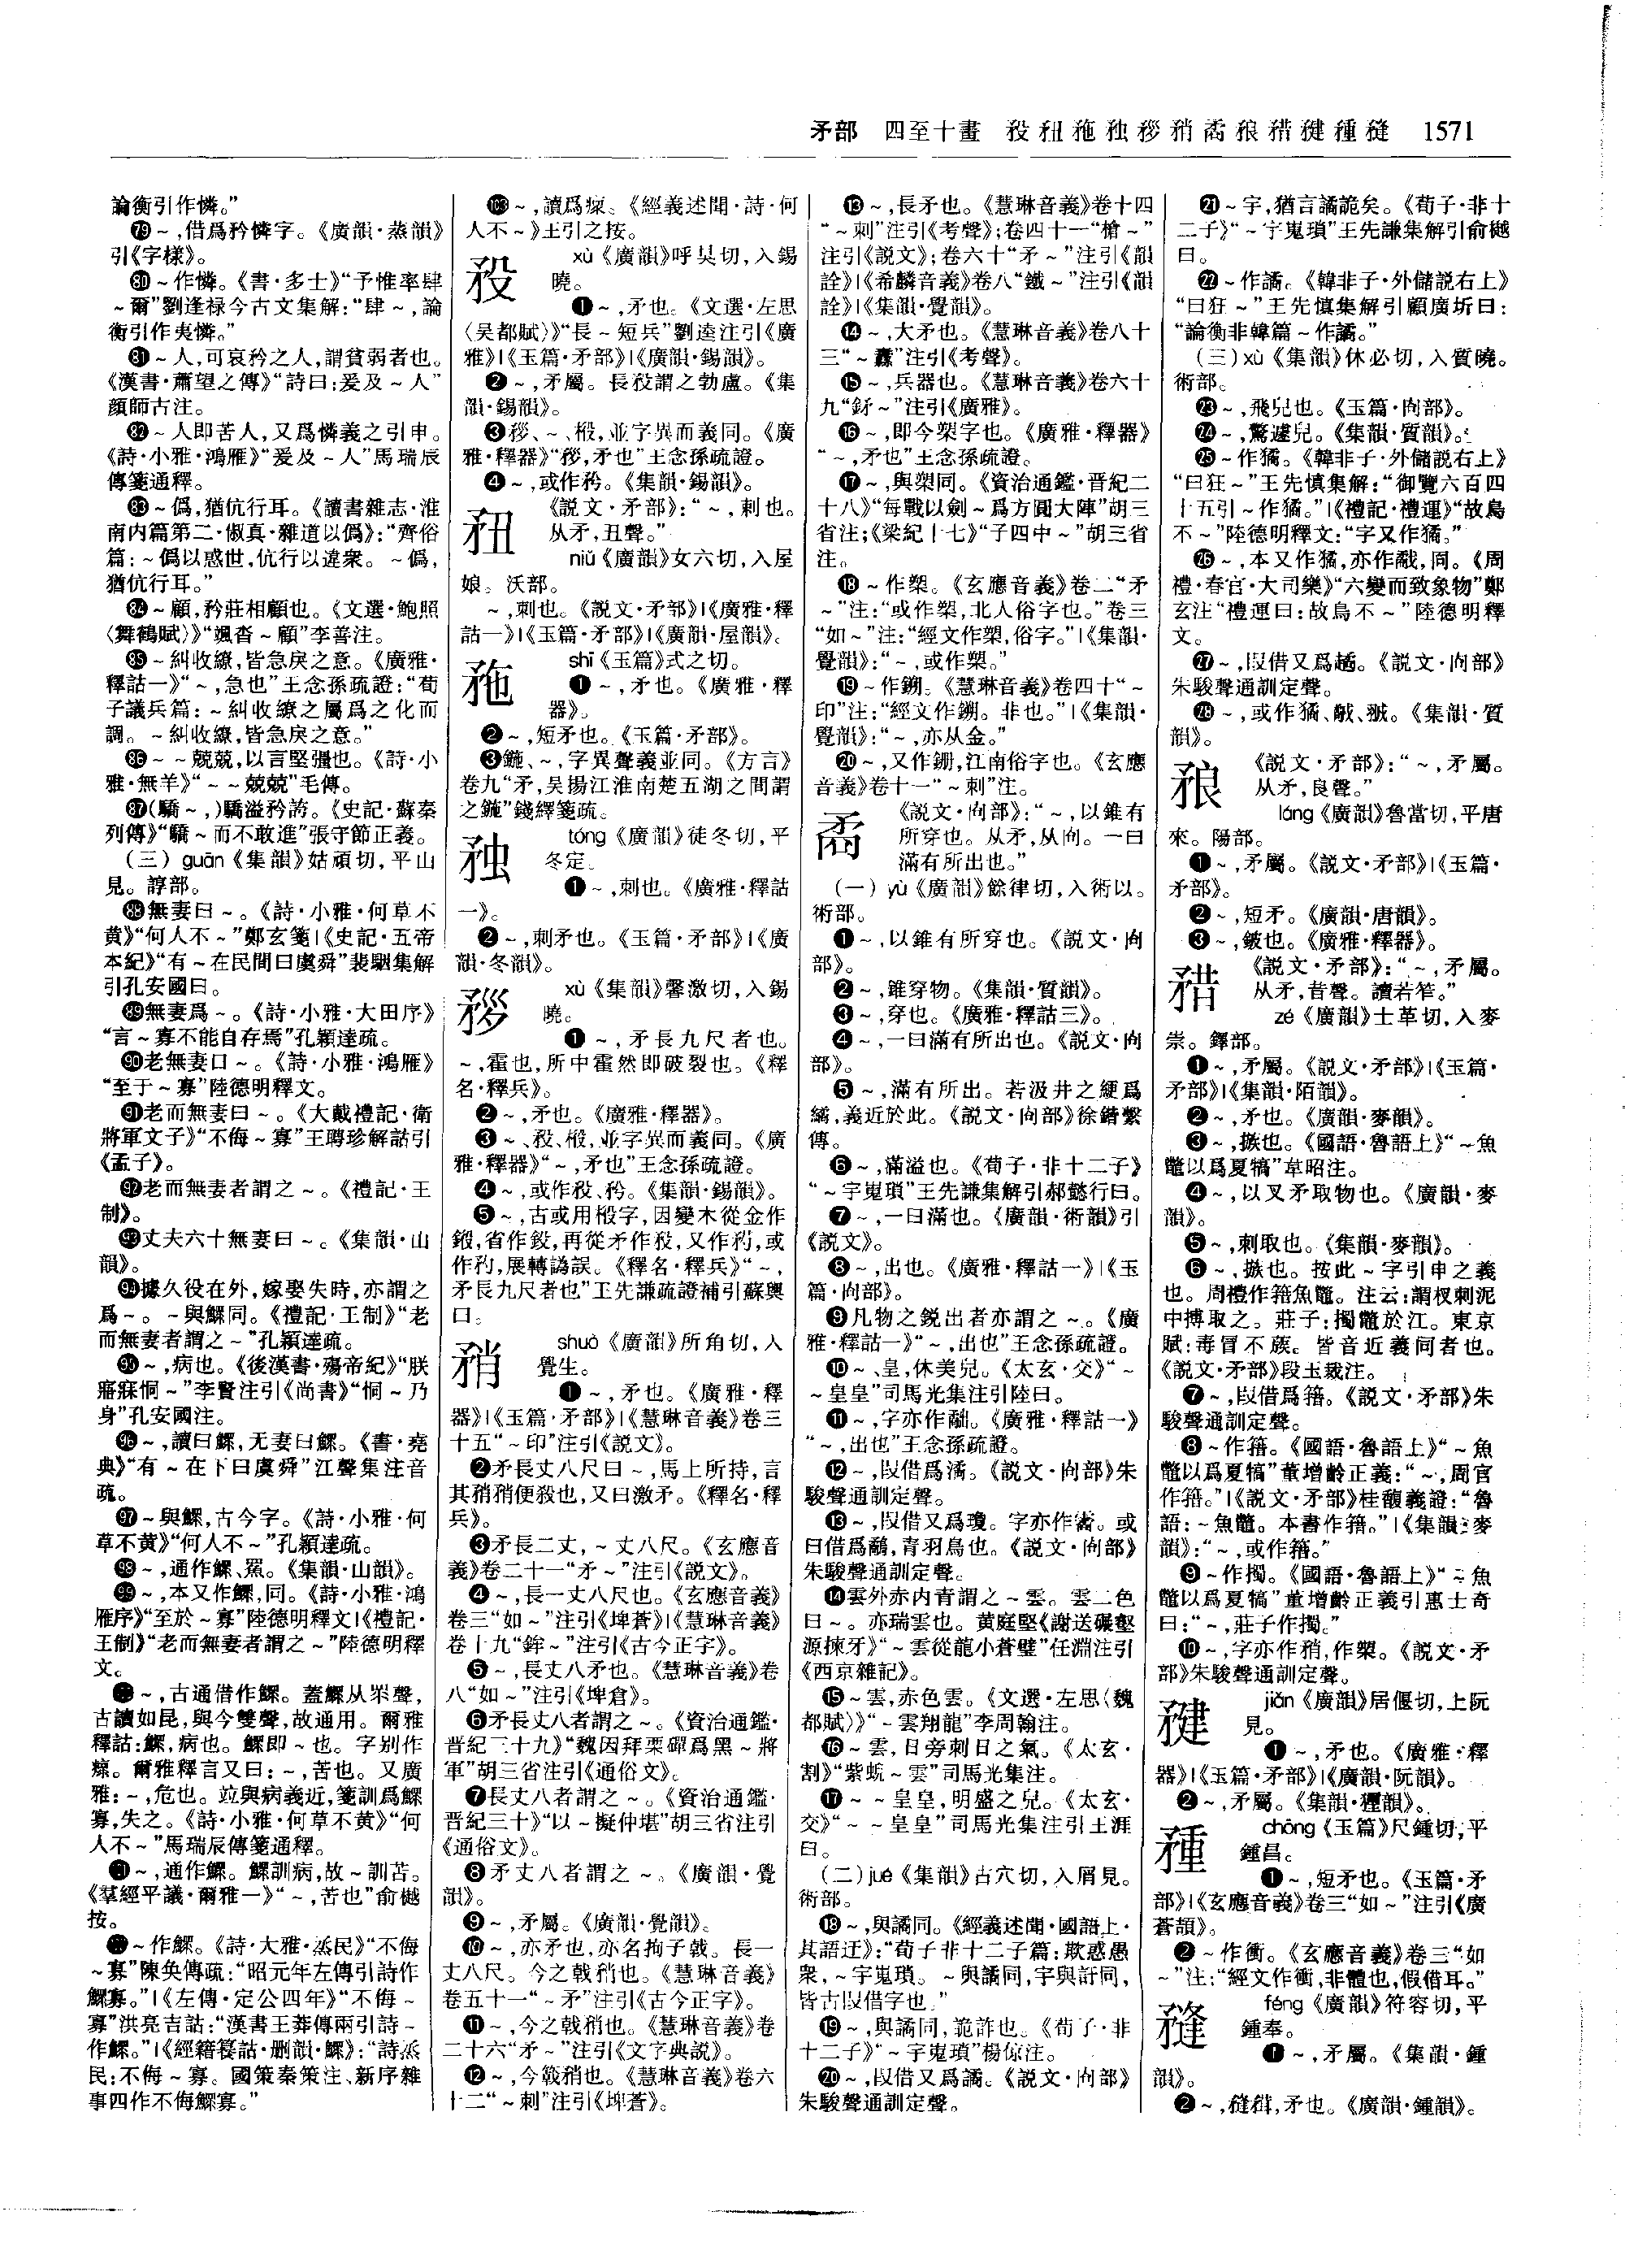 矛部　四至十畫　矟矞矠　1571
論衡引作憐。”
79～,借爲矜憐字。《廣韻·蒸韻》
引《字樣》。
80～作憐。《書·多士》“予惟率肆
～爾”劉逢禄今古文集解:“肆～,論
衡引作夷憐。”
81～人,可哀矜之人,謂貧弱者也。
《漢書·蕭望之傳》“詩曰:爰及～人”
顔師古注。
82～人即苦人,又爲憐義之引申。
《詩·小雅·鴻雁》“爰及～人”馬瑞辰
傳箋通釋。
83～僞,猶伉行耳。《讀書雜志·淮
南内篇第二·俶真·雜道以僞》:“齊俗
篇:～僞以惑世,伉行以違衆。～僞,
猶伉行耳。”
84～顧,矜莊相顧也。《文選·鮑照
〈舞鶴賦〉》“颯沓～顧”李善注。
85～糾收繚,皆急戾之意。《廣雅·
釋詁一》“～,急也”王念孫疏證:“荀
子議兵篇:～糾收繚之屬爲之化而
調。～糾收繚,皆急戾之意。”
86～～兢兢,以言堅彊也。《詩·小
雅·無羊》“～～兢兢”毛傳。
87(驕～,)驕溢矜誇。《史記·蘇秦
列傳》“驕～而不敢進”張守節正義。
(三) guān《集韻》姑頑切,平山
見。諄部。
88無妻曰～。《詩·小雅·何草不
黄》“何人不～”鄭玄箋|《史記·五帝
本紀》“有～在民間曰虞舜”裴駰集解
引孔安國曰。
89無妻爲～。《詩·小雅·大田序》
“言～寡不能自存焉”孔穎達疏。
90老無妻曰～。《詩·小雅·鴻雁》
“至于～寡”陸德明釋文。
91老而無妻曰～。《大戴禮記·衛
將軍文子》“不侮～寡”王聘珍解詁引
《孟子》。
92老而無妻者謂之～。《禮記·王
制》。
93丈夫六十無妻曰～。《集韻·山
韻》。
94據久役在外,嫁娶失時,亦謂之
爲～。～與鰥同。《禮記·王制》“老
而無妻者謂之～”孔穎達疏。
95～,病也。《後漢書·殤帝紀》“朕
寤寐恫～”李賢注引《尚書》“恫～乃
身”孔安國注。
96～,讀曰鰥,无妻曰鰥。《書·堯
典》“有～在下曰虞舜”江聲集注音
疏。
97～與鰥,古今字。《詩·小雅·何
草不黄》“何人不～”孔穎達疏。
98～,通作鰥、䍣。《集韻·山韻》。
99～,本又作鰥,同。《詩·小雅·鴻
雁序》“至於～寡”陸德明釋文|《禮記·
王制》“老而無妻者謂之～”陸德明釋
文。
～,古通借作鰥。蓋鰥从眔聲,
古讀如昆,與今雙聲,故通用。爾雅
釋詁:鰥,病也。鰥即～也。字别作
瘝。爾雅釋言又曰:～,苦也。又廣
雅:～,危也。竝與病義近,箋訓爲鰥
寡,失之。《詩·小雅·何草不黄》“何
人不～”馬瑞辰傳箋通釋。
～,通作鰥。鰥訓病,故～訓苦。
《羣經平議·爾雅一》“～,苦也”俞樾
按。
～作鰥。《詩·大雅·烝民》“不侮
～寡”陳奂傳疏:“昭元年左傳引詩作
鰥寡。”|《左傳·定公四年》“不侮～
寡”洪亮吉詁:“漢書王莽傳兩引詩～
作鰥。”|《經籍籑詁·删韻·鰥》:“詩烝
民:不侮～寡。國策秦策注、新序雜
事四作不侮鰥寡。”
103～,讀爲瘝。《經義述聞·詩·何
人不～》王引之按。
xù《廣韻》呼狊切,入錫
曉。
❶～,矛也。《文選·左思
〈吴都賦〉》“長～短兵”劉逵注引《廣
雅》|《玉篇·矛部》|《廣韻·錫韻》。
❷～,矛屬。長謂之勃盧。《集
韻·錫韻》。
❸、～、,並字異而義同。《廣
雅·釋器》“,矛也”王念孫疏證。
❹～,或作矜。《集韻·錫韻》。
䂇
《説文·矛部》:“～,刺也。
从矛,丑聲。”
niǔ《廣韻》女六切,入屋
娘。沃部。
～,刺也。《説文·矛部》|《廣雅·釋
詁一》|《玉篇·矛部》|《廣韻·屋韻》。
shī《玉篇》式之切。
❶～,矛也。《廣雅·釋
器》。
❷～,短矛也。《玉篇·矛部》。
❸鍦、～,字異聲義並同。《方言》
卷九“矛,吴揚江淮南楚五湖之間謂
之鍦”錢繹箋疏。
tóng《廣韻》徒冬切,平
冬定。
❶～,刺也。《廣雅·釋詁
一》。
❷～,刺矛也。《玉篇·矛部》|《廣
韻·冬韻》。
xù《集韻》馨激切,入錫
曉。
❶～,矛長九尺者也。
～,霍也,所中霍然即破裂也。《釋
名·釋兵》。
❷～,矛也。《廣雅·釋器》。
❸～、、,並字異而義同。《廣
雅·釋器》“～,矛也”王念孫疏證。
❹～,或作、矜。《集韻·錫韻》。
❺～,古或用字,因變木從金作
,省作,再從矛作,又作,或
作,展轉譌誤。《釋名·釋兵》“～,
矛長九尺者也”王先謙疏證補引蘇輿
曰。
矟
shuò《廣韻》所角切,入
覺生。
❶～,矛也。《廣雅·釋
器》|《玉篇·矛部》|《慧琳音義》卷三
十五“～印”注引《説文》。
❷矛長丈八尺曰～,馬上所持,言
其矟矟便殺也,又曰激矛。《釋名·釋
兵》。
❸矛長二丈,～丈八尺。《玄應音
義》卷二十一“矛～”注引《説文》。
❹～,長一丈八尺也。《玄應音義》
卷三“如～”注引《埤蒼》|《慧琳音義》
卷十九“鉾～”注引《古今正字》。
❺～,長丈八矛也。《慧琳音義》卷
八“如～”注引《埤倉》。
❻矛長丈八者謂之～。《資治通鑑·
晉紀三十九》“魏因拜栗磾爲黑～將
軍”胡三省注引《通俗文》。
❼長丈八者謂之～。《資治通鑑·
晉紀三十》“以～擬仲堪”胡三省注引
《通俗文》。
❽矛丈八者謂之～。《廣韻·覺
韻》。
❾～,矛屬。《廣韻·覺韻》。
❿～,亦矛也,亦名拘子戟。長一
丈八尺。今之戟矟也。《慧琳音義》
卷五十一“～矛”注引《古今正字》。
⓫～,今之戟矟也。《慧琳音義》卷
二十六“矛～”注引《文字典説》。
⓬～,今戟矟也。《慧琳音義》卷六
十二“～刺”注引《埤蒼》。
⓭～,長矛也。《慧琳音義》卷十四
“～刺”注引《考聲》;卷四十一“槍～”
注引《説文》;卷六十“矛～”注引《韻
詮》|《希麟音義》卷八“鐵～”注引《韻
詮》|《集韻·覺韻》。
⓮～,大矛也。《慧琳音義》卷八十
三“～纛”注引《考聲》。
⓯～,兵器也。《慧琳音義》卷六十
九“釾～”注引《廣雅》。
⓰～,即今槊字也。《廣雅·釋器》
“～,矛也”王念孫疏證。
⓱～,與槊同。《資治通鑑·晉紀二
十八》“每戰以劍～爲方圓大陣”胡三
省注;《梁紀十七》“子四中～”胡三省
注。
⓲～作槊。《玄應音義》卷二“矛
～”注:“或作槊,北人俗字也。”卷三
“如～”注:“經文作槊,俗字。”|《集韻·
覺韻》:“～,或作槊。”
⓳～作鎙。《慧琳音義》卷四十“～
印”注:“經文作鎙。非也。”|《集韻·
覺韻》:“～,亦从金。”
⓴～,又作鎙,江南俗字也。《玄應
音義》卷十一“～刺”注。
矞
《説文·㕯部》:“～,以錐有
所穿也。从矛,从㕯。一曰
滿有所出也。”
(一) yù《廣韻》餘律切,入術以。
術部。
❶～,以錐有所穿也。《説文·㕯
部》。
❷～,錐穿物。《集韻·質韻》。
❸～,穿也。《廣雅·釋詁三》。
❹～,一曰滿有所出也。《説文·㕯
部》。
❺～,滿有所出。若汲井之綆爲
繘,義近於此。《説文·㕯部》徐鍇繫
傳。
❻～,滿溢也。《荀子·非十二子》
“～宇嵬瑣”王先謙集解引郝懿行曰。
❼～,一曰滿也。《廣韻·術韻》引
《説文》。
❽～,出也。《廣雅·釋詁一》|《玉
篇·㕯部》。
❾凡物之鋭出者亦謂之～。《廣
雅·釋詁一》“～,出也”王念孫疏證。
❿～、皇,休美皃。《太玄·交》“～
～皇皇”司馬光集注引陸曰。
⓫～,字亦作䎉。《廣雅·釋詁一》
“～,出也”王念孫疏證。
⓬～,叚借爲潏。《説文·㕯部》朱
駿聲通訓定聲。
⓭～,叚借又爲瓊。字亦作霱。或
曰借爲鷸,青羽鳥也。《説文·㕯部》
朱駿聲通訓定聲。
⓮雲外赤内青謂之～雲。雲二色
曰～。亦瑞雲也。黄庭堅《謝送碾壑
源揀牙》“～雲從龍小蒼璧”任淵注引
《西京雜記》。
⓯～雲,赤色雲。《文選·左思〈魏
都賦〉》“～雲翔龍”李周翰注。
⓰～雲,日旁刺日之氣。《太玄·
割》“紫蜺～雲”司馬光集注。
⓱～～皇皇,明盛之皃。《太玄·
交》“～～皇皇”司馬光集注引王涯
曰。
(二) jué《集韻》古穴切,入屑見。
術部。
⓲～,與譎同。《經義述聞·國語上·
其語迂》:“荀子非十二子篇:欺惑愚
衆,～宇嵬瑣。～與譎同,宇與訏同,
皆古叚借字也。”
⓳～,與譎同,詭詐也。《荀子·非
十二子》“～宇嵬瑣”楊倞注。
⓴～,叚借又爲譎。《説文·㕯部》
朱駿聲通訓定聲。
21～宇,猶言譎詭矣。《荀子·非十
二子》“～宇嵬瑣”王先謙集解引俞樾
曰。
22～作譎。《韓非子·外儲説右上》
“曰狂～”王先慎集解引顧廣圻曰:
“論衡非韓篇～作譎。”
(三) xù《集韻》休必切,入質曉。
術部。
23～,飛皃也。《玉篇·㕯部》。
24～,驚遽皃。《集韻·質韻》。
25～作獝。《韓非子·外儲説右上》
“曰狂～”王先慎集解:“御覽六百四
十五引～作獝。”|《禮記·禮運》“故鳥
不～”陸德明釋文:“字又作獝。”
26～,本又作獝,亦作,同。《周
禮·春官·大司樂》“六變而致象物”鄭
玄注“禮運曰:故鳥不～”陸德明釋
文。
27～,叚借又爲趫。《説文·㕯部》
朱駿聲通訓定聲。
28～,或作獝、、。《集韻·質
韻》。
《説文·矛部》:“～,矛屬。
从矛,良聲。”
láng《廣韻》魯當切,平唐
來。陽部。
❶～,矛屬。《説文·矛部》|《玉篇·
矛部》。
❷～,短矛。《廣韻·唐韻》。
❸～,鈹也。《廣雅·釋器》。
矠
《説文·矛部》:“～,矛屬。
从矛,昔聲。讀若笮。”
zé《廣韻》士革切,入麥
崇。鐸部。
❶～,矛屬。《説文·矛部》|《玉篇·
矛部》|《集韻·陌韻》。
❷～,矛也。《廣韻·麥韻》。
❸～,㧻也。《國語·魯語上》“～魚
鼈以爲夏犒”韋昭注。
❹～,以叉矛取物也。《廣韻·麥
韻》。
❺～,刺取也。《集韻·麥韻》。
❻～,㧻也。按此～字引申之義
也。周禮作簎魚鼈。注云:謂杈刺泥
中搏取之。莊子:擉鼈於江。東京
賦:毒冒不蔟。皆音近義同者也。
《説文·矛部》段玉裁注。
❼～,叚借爲簎。《説文·矛部》朱
駿聲通訓定聲。
❽～作簎。《國語·魯語上》“～魚
鼈以爲夏犒”董增齡正義:“～,周官
作簎。”|《説文·矛部》桂馥義證:“魯
語:～魚鼈。本書作簎。”|《集韻·麥
韻》:“～,或作簎。”
❾～作擉。《國語·魯語上》“～魚
鼈以爲夏犒”董增齡正義引惠士奇
曰:“～,莊子作擉。”
❿～,字亦作矟,作槊。《説文·矛
部》朱駿聲通訓定聲。
jiǎn《廣韻》居偃切,上阮
見。
❶～,矛也。《廣雅·釋
器》|《玉篇·矛部》|《廣韻·阮韻》。
❷～,矛屬。《集韻·𤟇韻》。
chōng《玉篇》尺鍾切,平
鍾昌。
❶～,短矛也。《玉篇·矛
部》|《玄應音義》卷三“如～”注引《廣
蒼韻》。
❷～作衝。《玄應音義》卷三“如
～”注:“經文作衝,非體也,假借耳。”
féng《廣韻》符容切,平
鍾奉。
❶～,矛屬。《集韻·鍾
韻》。
❷～,,矛也。《廣韻·鍾韻》。